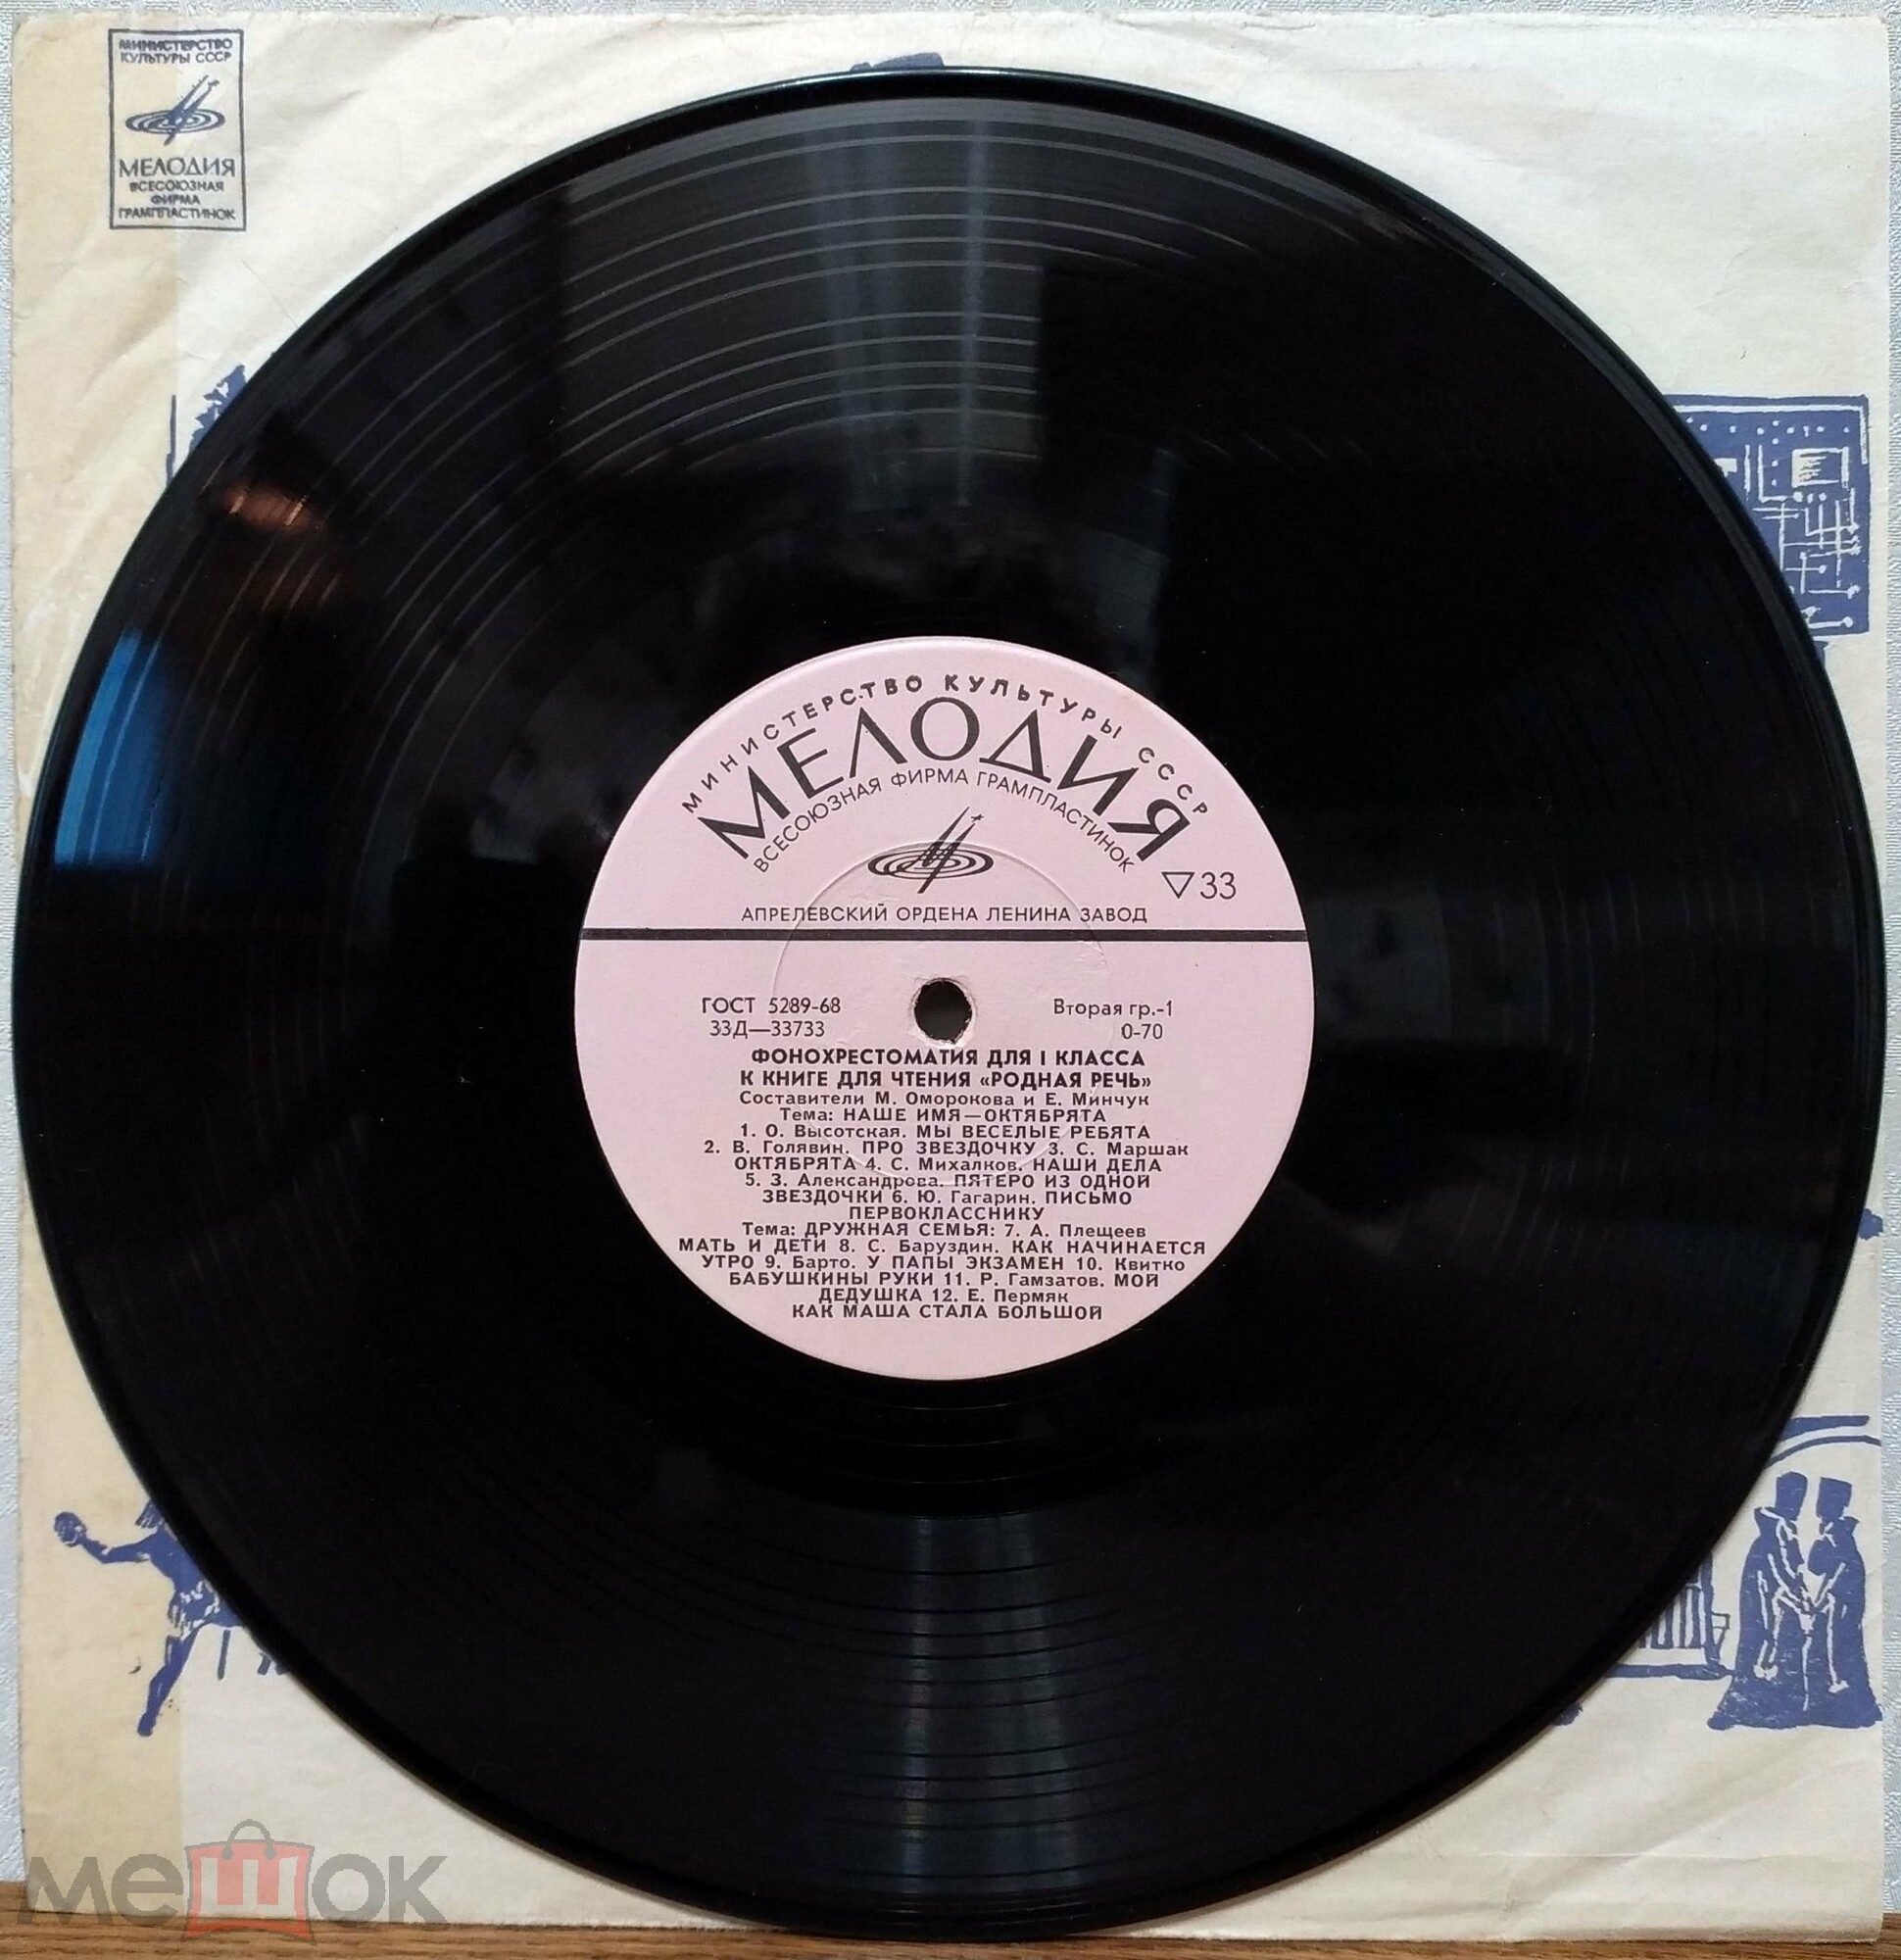 МИНИСТЕРСТВО
КУЛЬТУРЫ СССР
МЕЛОДИЯ
ВСЕСОЮЗНАЯ
ФИРМА
ГРАМПЛАСТИНОК
МИНИСТЕРСТВО КУЛЬТУРЫ СССР
МЕЛОДИЯ
ВСЕСОЮЗНАЯ ФИРМА ГРАМПЛАСТИНОК
▽33
АПРЕЛЕВСКИЙ ОРДЕНА ЛЕНИНА ЗАВОД
ГОСТ 5289-68 Вторая гр.-1
33Д—33733 0-70
ФОНОХРЕСТОМАТИЯ ДЛЯ I КЛАССА
К КНИГЕ ДЛЯ ЧТЕНИЯ «РОДНАЯ РЕЧЬ»
Составители М. Оморокова и Е. Минчук
Тема: НАШЕ ИМЯ—ОКТЯБРЯТА
1. О. Высотская. МЫ ВЕСЕЛЫЕ РЕБЯТА
2. В. Голявин. ПРО ЗВЕЗДОЧКУ 3. С. Маршак
ОКТЯБРЯТА 4. С. Михалков. НАШИ ДЕЛА
5. З. Александрова. ПЯТЕРО ИЗ ОДНОЙ
ЗВЕЗДОЧКИ 6. Ю. Гагарин. ПИСЬМО
ПЕРВОКЛАССНИКУ
Тема: ДРУЖНАЯ СЕМЬЯ: 7. А. Плещеев
МАТЬ И ДЕТИ 8. С. Баруздин. КАК НАЧИНАЕТСЯ
УТРО 9. Барто. У ПАПЫ ЭКЗАМЕН 10. Квитко
БАБУШКИНЫ РУКИ 11. Р. Гамзатов. МОЙ
ДЕДУШКА 12. Е. Пермяк
КАК МАША СТАЛА БОЛЬШОЙ
мешок